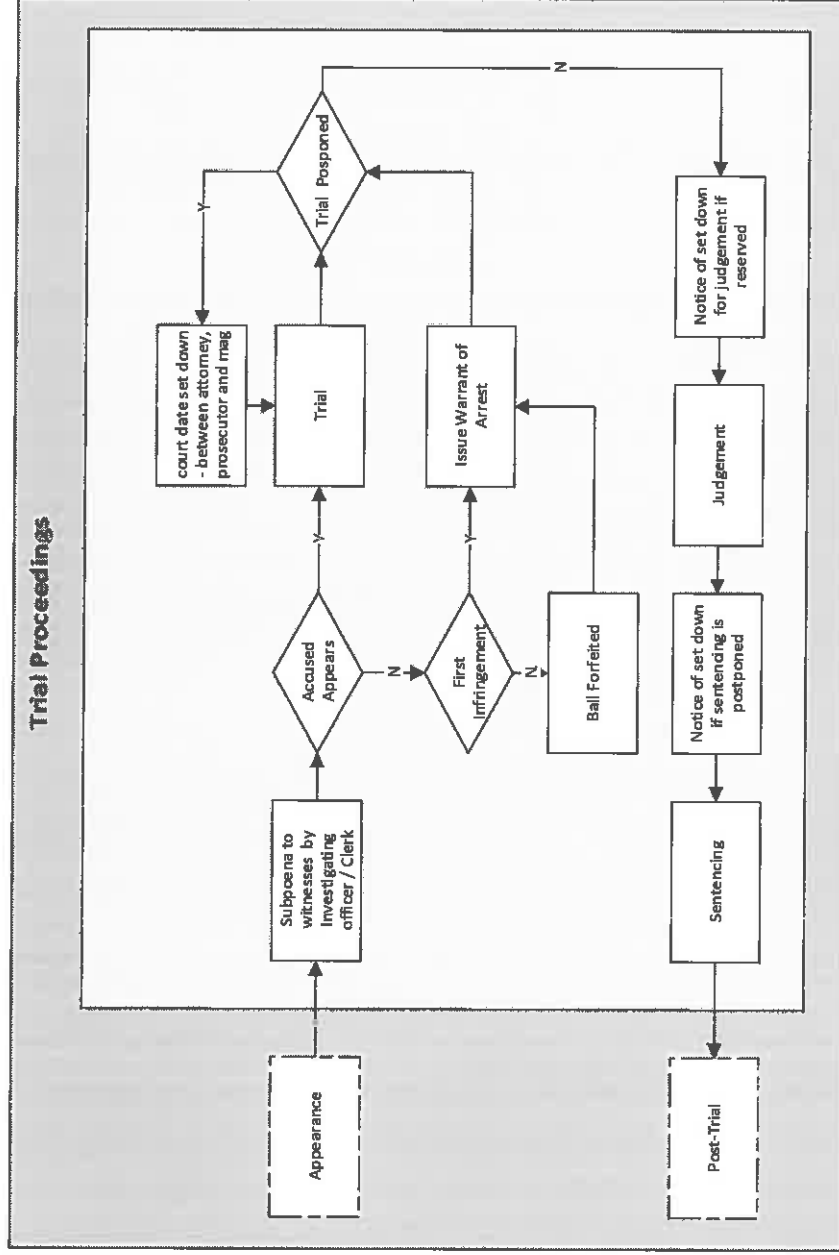 Trial Proceedings
Appearance
Subpoena to
witnesses by
Investigating
officer / Clerk
Accused
Appears
Y
N
First
Infringement
Y
N
Bail Forfeited
Issue Warrant of
Arrest
Trial
court date set down
- between attorney,
prosecutor and mag
Trial Posponed
Y
N
Notice of set down
for judgement if
reserved
Judgement
Notice of set down
if sentending is
postponed
Sentencing
Post-Trial